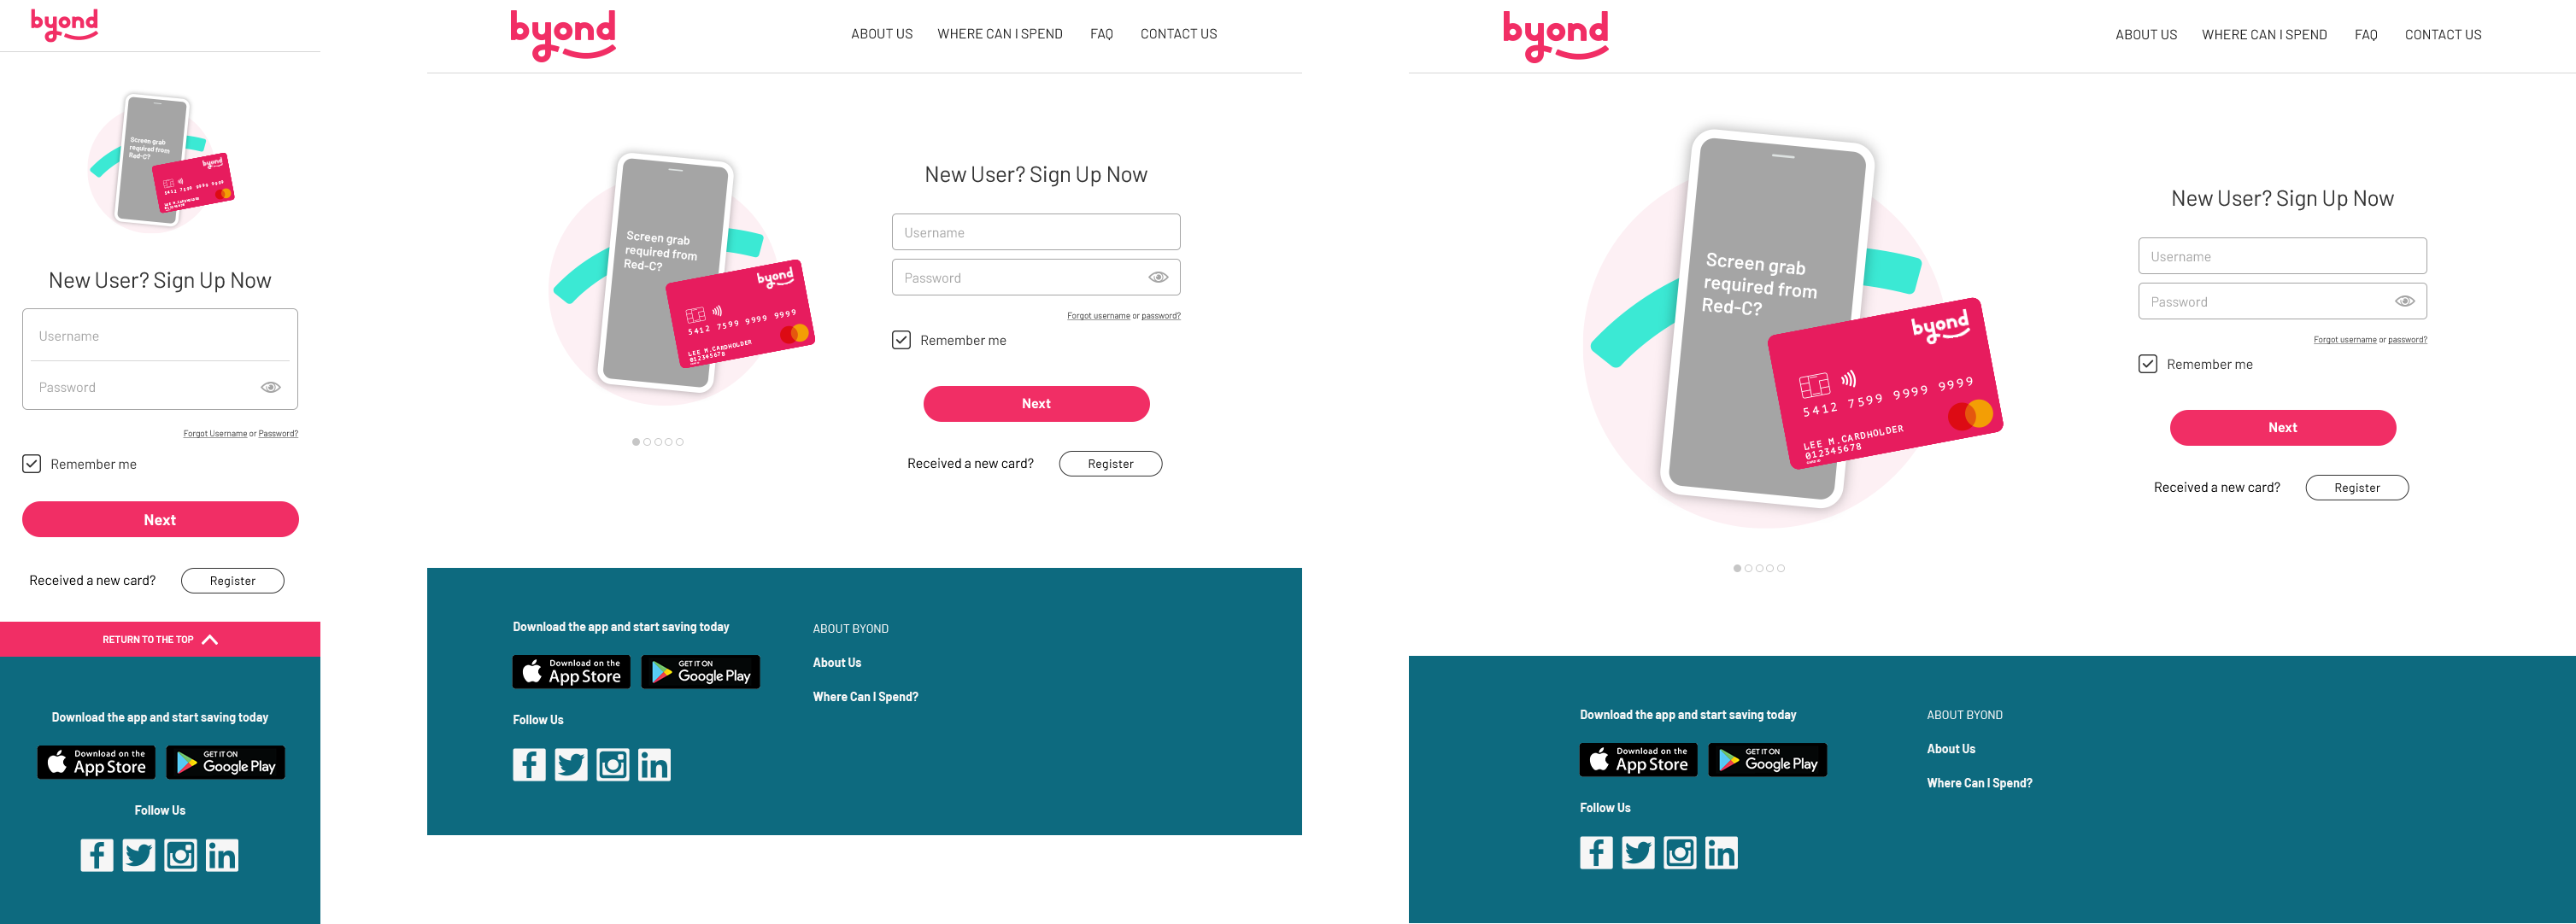 byond
Screen grab
required from
Red-C?
byond
5412 7599 9999 9999
LEE M.CARDHOLDER
New User? Sign Up Now
Username
Password
Forgot Username or Password?
Remember me
Next
Received a new card?
Register
RETURN TO THE TOP
Download the app and start saving today
Download on the
App Store
GET IT ON
Google Play
Follow Us
byond
ABOUT US
WHERE CAN I SPEND
FAQ
CONTACT US
Screen grab
required from
Red-C?
byond
5412 7599 9999 9999
LEE M.CARDHOLDER
012345678
New User? Sign Up Now
Username
Password
Forgot username or password?
Remember me
Next
Received a new card?
Register
Download the app and start saving today
Download on the
App Store
GET IT ON
Google Play
Follow Us
ABOUT BYOND
About Us
Where Can I Spend?
byond
ABOUT US
WHERE CAN I SPEND
FAQ
CONTACT US
Screen grab
required from
Red-C?
byond
5412 7599 9999 9999
LEE M.CARDHOLDER
012345678
New User? Sign Up Now
Username
Password
Forgot username or password?
Remember me
Next
Received a new card?
Register
Download the app and start saving today
Download on the
App Store
GET IT ON
Google Play
Follow Us
ABOUT BYOND
About Us
Where Can I Spend?